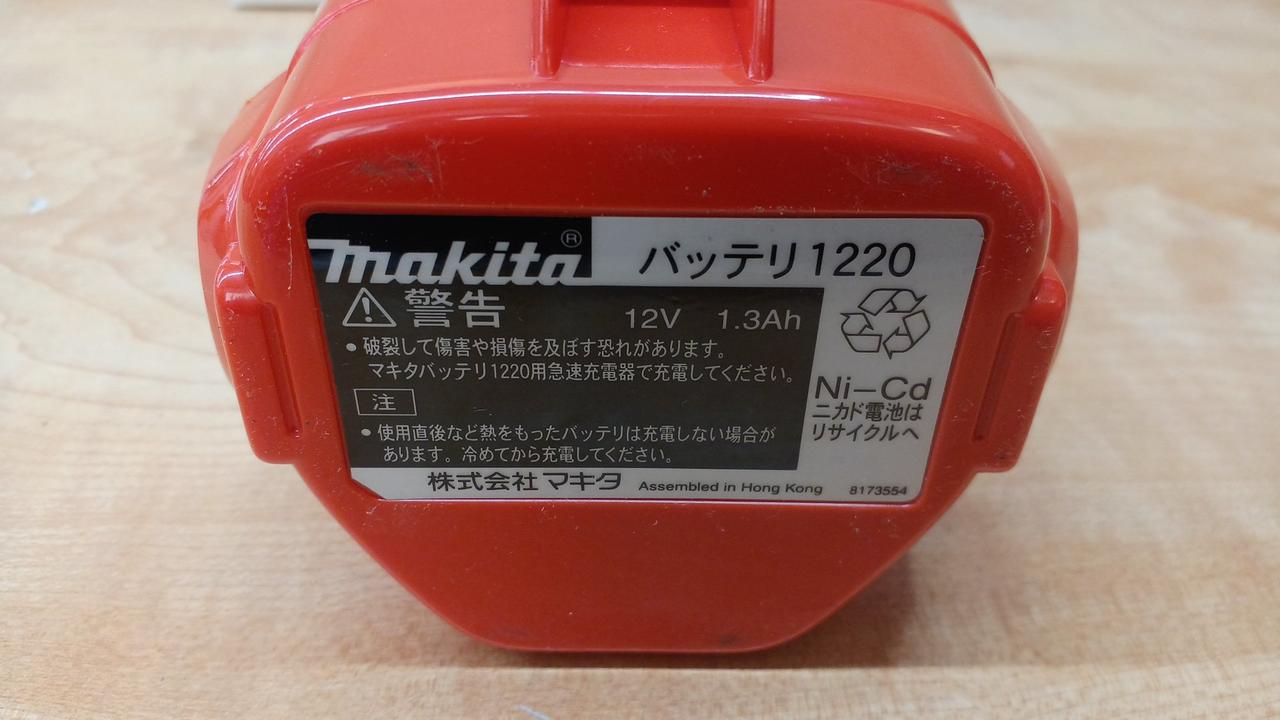 makita®
バッテリ1220
警告 12V 1.3Ah
• 破裂して傷害や損傷を及ぼす恐れがあります。
マキタバッテリ1220用急速充電器で充電してください。
注
• 使用直後など熱をもったバッテリは充電しない場合が
あります。冷めてから充電してください。
Ni-Cd
ニカド電池は
リサイクルへ
株式会社マキタ Assembled in Hong Kong 8173554